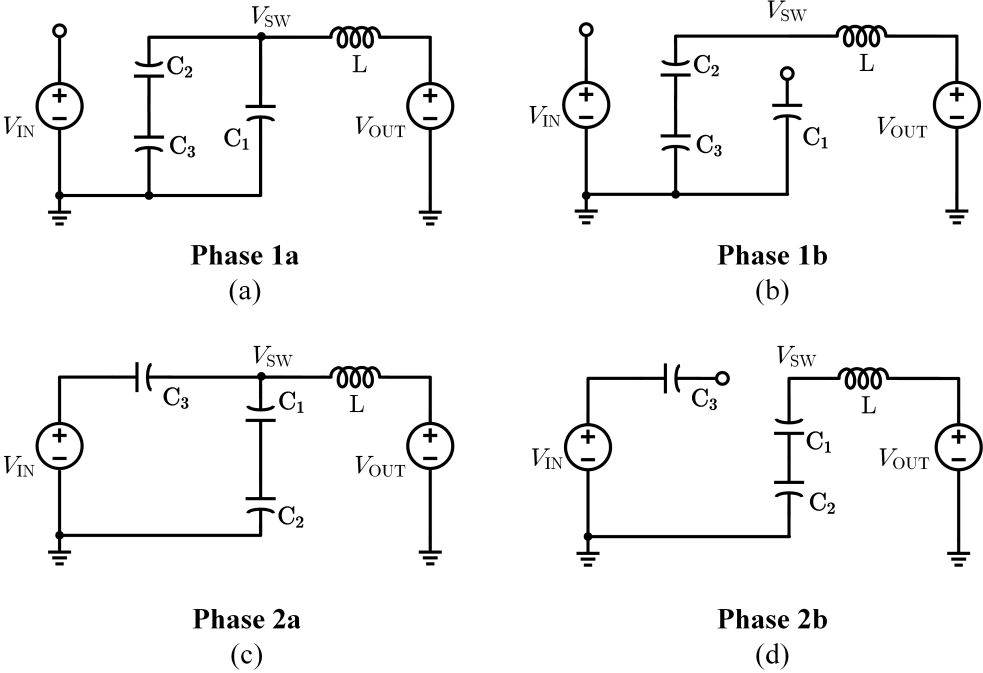 V_SW
C_2
L
V_IN
C_3
C_1
V_OUT
Phase 1a
(a)
V_SW
C_2
L
V_IN
C_3
C_1
V_OUT
Phase 1b
(b)
V_SW
C_3
C_1
L
V_IN
V_OUT
C_2
Phase 2a
(c)
V_SW
C_3
L
C_1
V_IN
V_OUT
C_2
Phase 2b
(d)